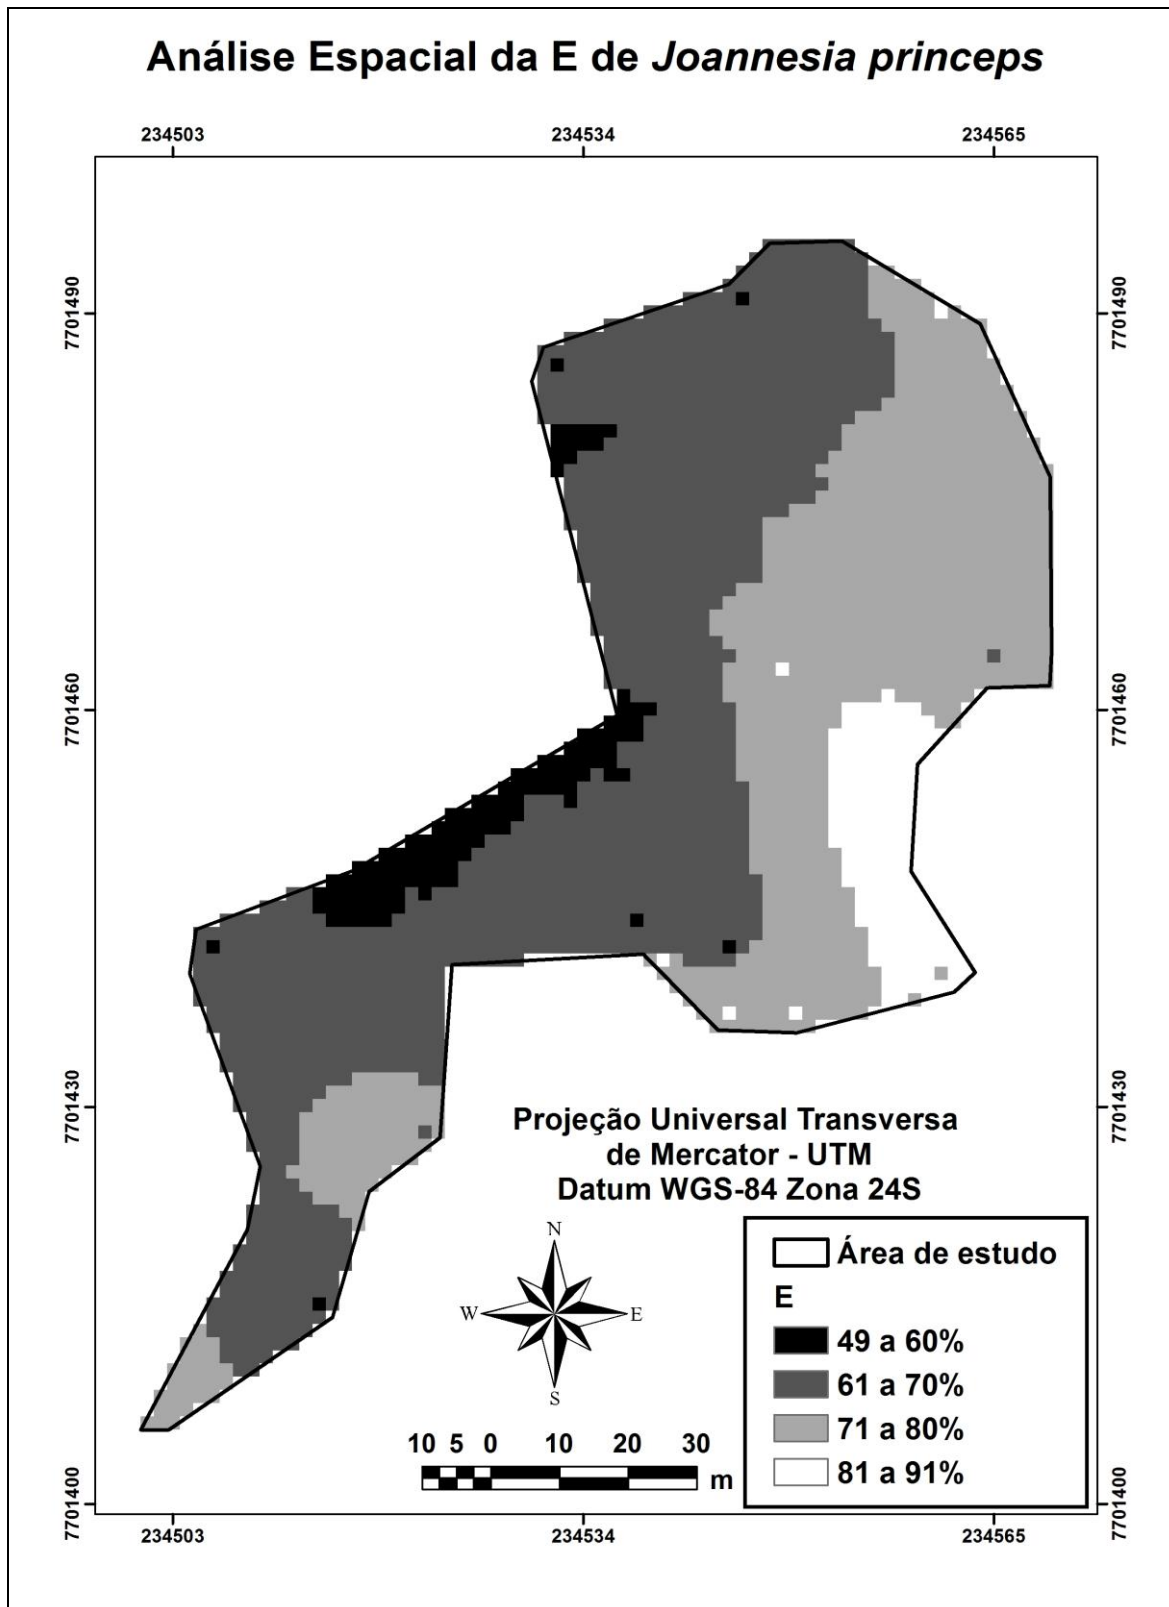 Análise Espacial da E de Joannesia princeps
234503 234534 234565
7701490 7701490
7701460 7701460
7701430 7701430
Projeção Universal Transversa
de Mercator - UTM
Datum WGS-84 Zona 24S
N
W E
S
Área de estudo
E
49 a 60%
61 a 70%
71 a 80%
81 a 91%
10 5 0 10 20 30
m
7701400 7701400
234503 234534 234565